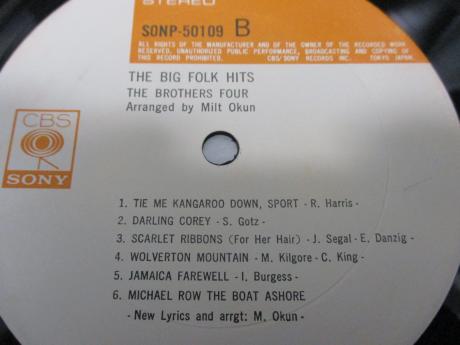 STEREO
SONP-50109 B
ALL RIGHTS OF THE MANUFACTURER AND OF THE OWNER OF THE RECORDED WORK
RESERVED. UNAUTHORIZED PUBLIC PERFORMANCE, BROADCASTING AND COPYING OF
THIS RECORD PROHIBITED. CBS/SONY RECORDS INC. TOKYO JAPAN.
THE BIG FOLK HITS
THE BROTHERS FOUR
Arranged by Milt Okun
CBS
SONY
1. TIE ME KANGAROO DOWN, SPORT - R. Harris -
2. DARLING COREY - S. Gotz -
3. SCARLET RIBBONS (For Her Hair) - J. Segal - E. Danzig -
4. WOLVERTON MOUNTAIN - M. Kilgore - C. King -
5. JAMAICA FAREWELL - I. Burgess -
6. MICHAEL ROW THE BOAT ASHORE
- New Lyrics and arrgt: M. Okun -